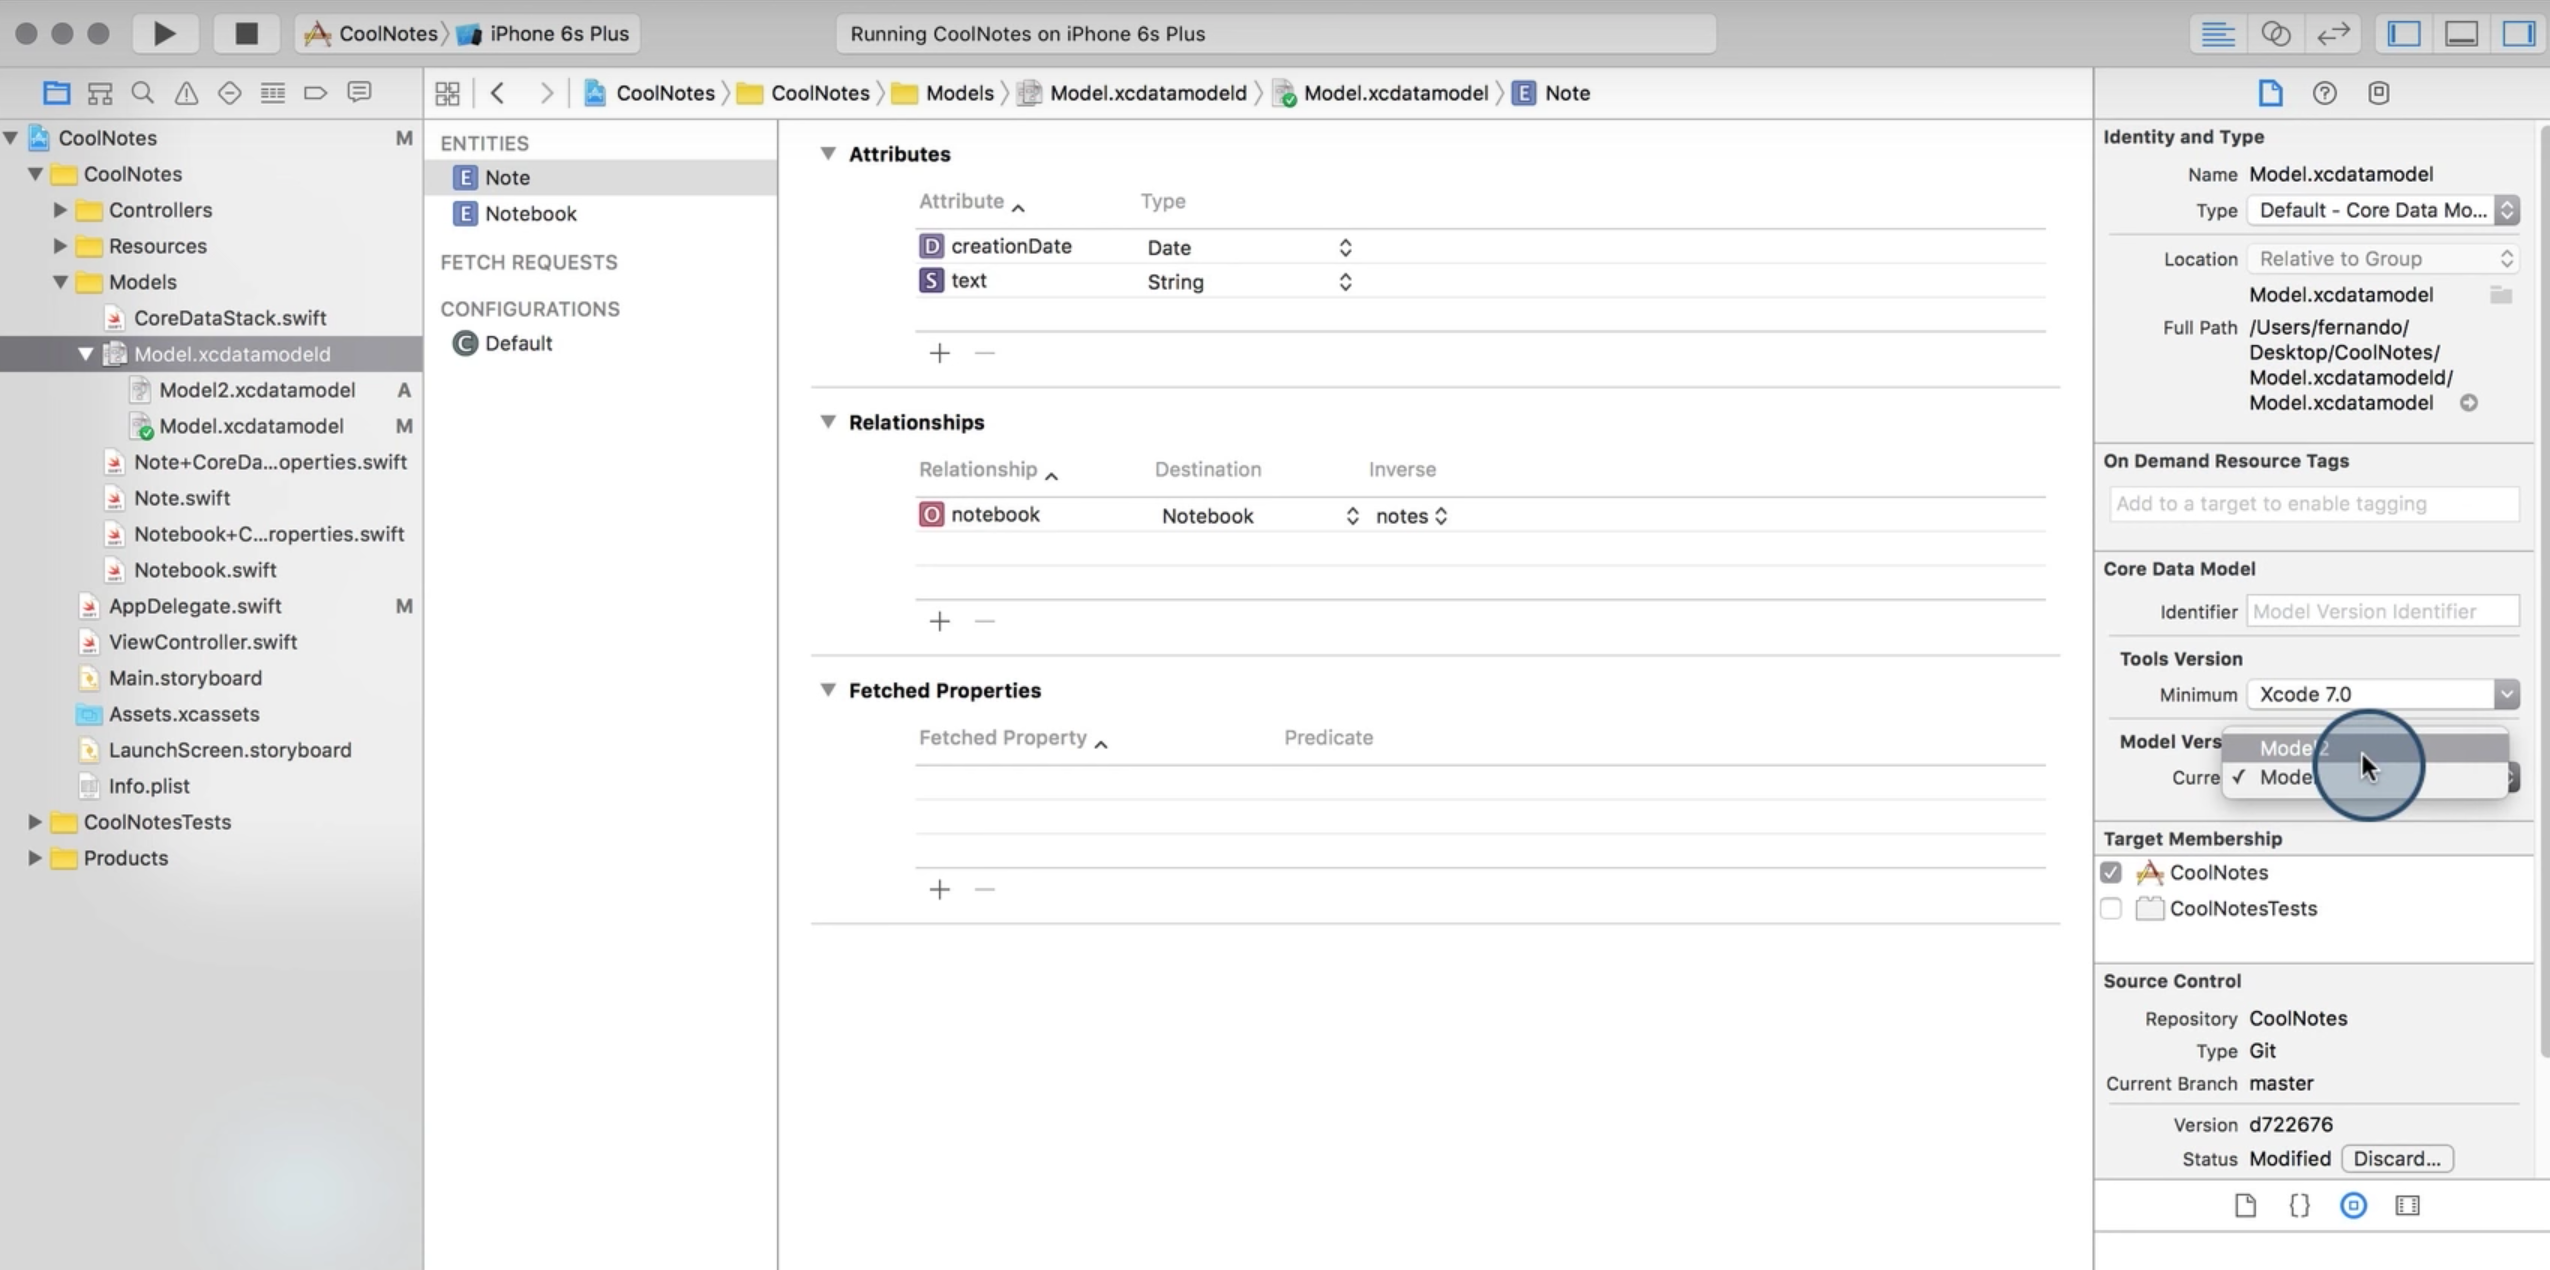 CoolNotes
iPhone 6s Plus
Running CoolNotes on iPhone 6s Plus
CoolNotes
CoolNotes
Models
Model.xcdatamodeld
Model.xcdatamodel
E Note
CoolNotes M
CoolNotes
Controllers
Resources
Models
CoreDataStack.swift
Model.xcdatamodeld
Model2.xcdatamodel A
Model.xcdatamodel M
Note+CoreDa...operties.swift
Note.swift
Notebook+C...roperties.swift
Notebook.swift
AppDelegate.swift M
ViewController.swift
Main.storyboard
Assets.xcassets
LaunchScreen.storyboard
Info.plist
CoolNotesTests
Products
ENTITIES
E Note
E Notebook
FETCH REQUESTS
CONFIGURATIONS
C Default
Attributes
Attribute Type
D creationDate Date
S text String
Relationships
Relationship Destination Inverse
O notebook Notebook notes
Fetched Properties
Fetched Property Predicate
Identity and Type
Name Model.xcdatamodel
Type Default - Core Data Mo...
Location Relative to Group
Model.xcdatamodel
Full Path /Users/fernando/
Desktop/CoolNotes/
Model.xcdatamodeld/
Model.xcdatamodel
On Demand Resource Tags
Add to a target to enable tagging
Core Data Model
Identifier Model Version Identifier
Tools Version
Minimum Xcode 7.0
Model Vers
Model2
Curre ✓ Model
Target Membership
CoolNotes
CoolNotesTests
Source Control
Repository CoolNotes
Type Git
Current Branch master
Version d722676
Status Modified Discard...